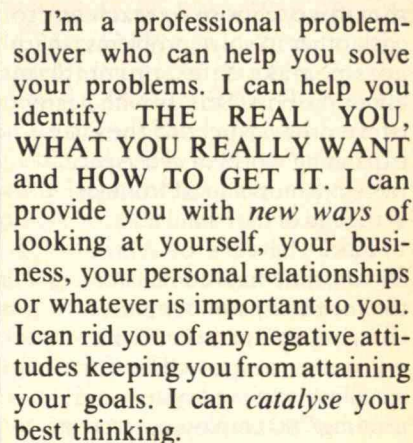 I'm a professional problem-
solver who can help you solve
your problems. I can help you
identify THE REAL YOU,
WHAT YOU REALLY WANT
and HOW TO GET IT. I can
provide you with new ways of
looking at yourself, your busi-
ness, your personal relationships
or whatever is important to you.
I can rid you of any negative atti-
tudes keeping you from attaining
your goals. I can catalyse your
best thinking.